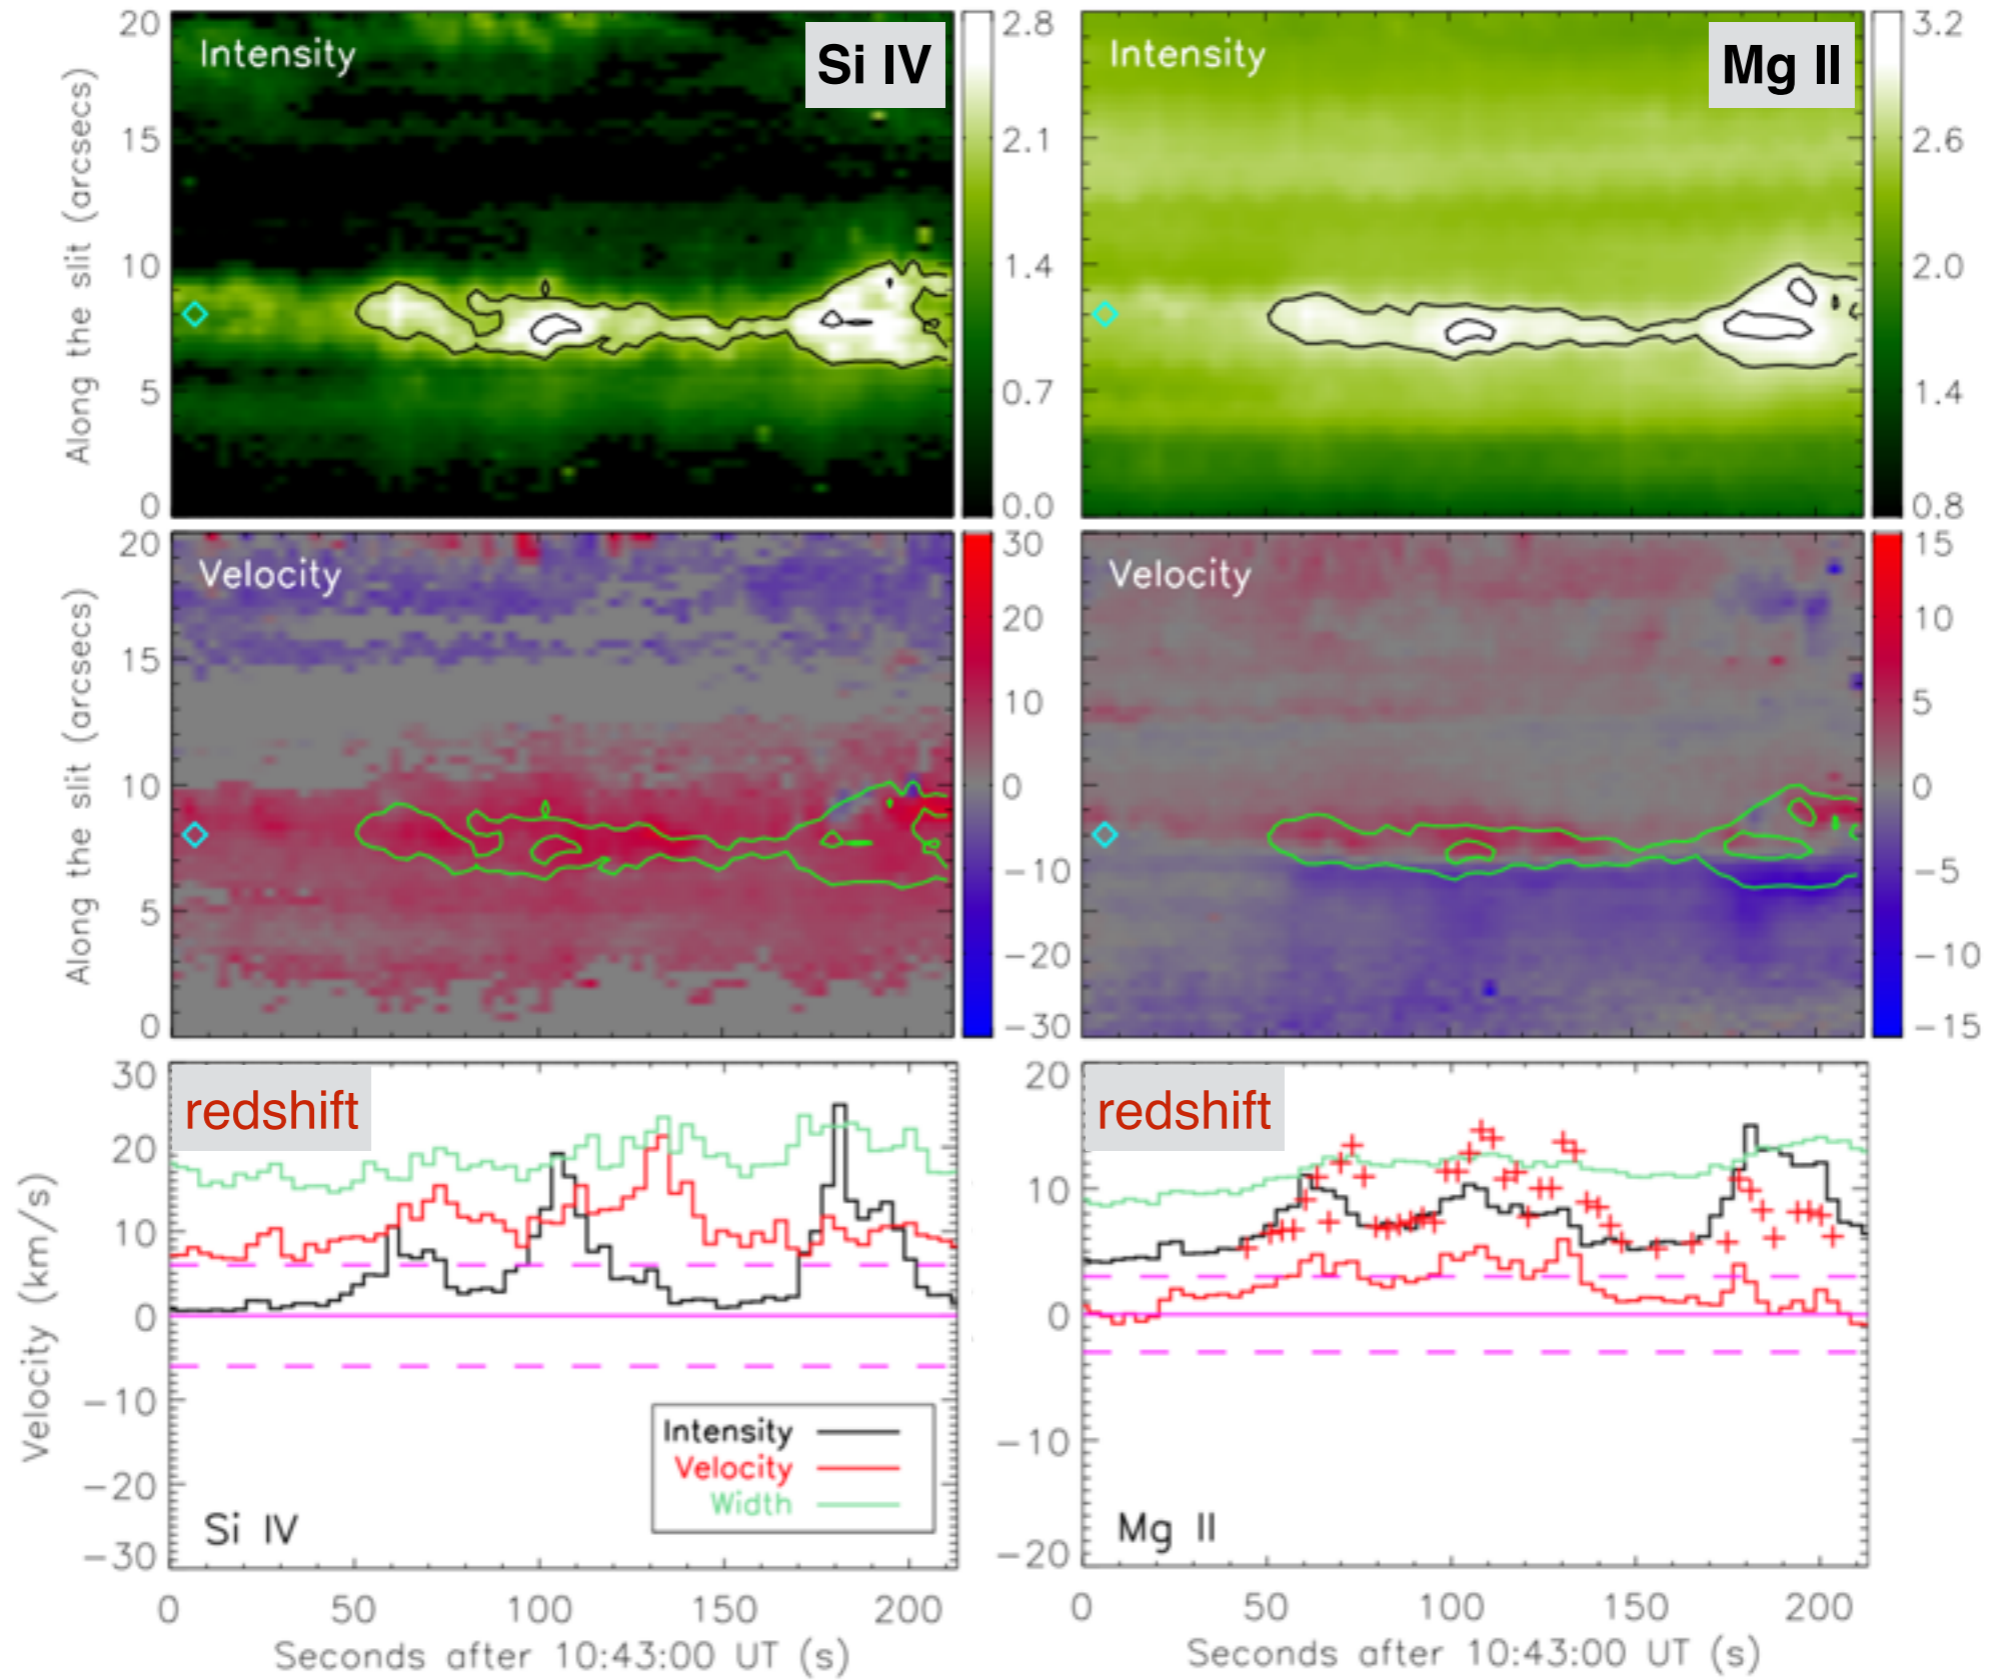 Intensity
Si IV
Intensity
Mg II
Along the slit (arcsecs)
20
15
10
5
0
2.8
2.1
1.4
0.7
0.0
3.2
2.6
2.0
1.4
0.8
Velocity
Velocity
Along the slit (arcsecs)
20
15
10
5
0
30
20
10
0
−10
−20
−30
15
10
5
0
−5
−10
−15
redshift
redshift
Velocity (km/s)
30
20
10
0
−10
−20
−30
Intensity
Velocity
Width
Si IV
20
10
0
−10
−20
Mg II
0 50 100 150 200
0 50 100 150 200
Seconds after 10:43:00 UT (s)
Seconds after 10:43:00 UT (s)